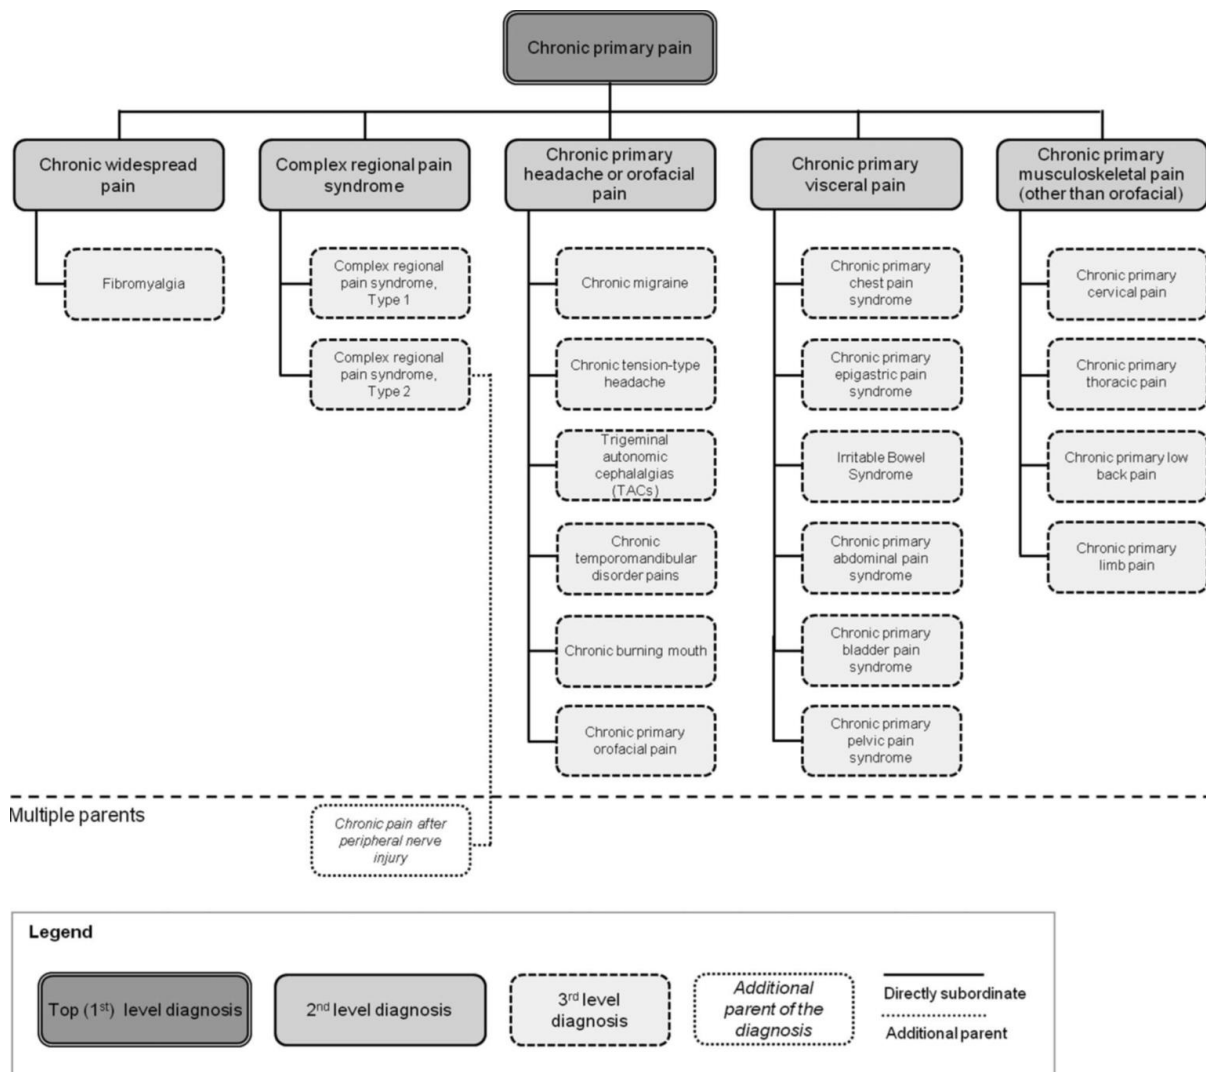 Chronic primary pain
Chronic widespread
pain
Complex regional pain
syndrome
Chronic primary
headache or orofacial
pain
Chronic primary
visceral pain
Chronic primary
musculoskeletal pain
(other than orofacial)
Fibromyalgia
Complex regional
pain syndrome,
Type 1
Complex regional
pain syndrome,
Type 2
Chronic migraine
Chronic tension-type
headache
Trigeminal
autonomic
cephalalgias
(TACs)
Chronic
temporomandibular
disorder pains
Chronic burning mouth
Chronic primary
orofacial pain
Chronic primary
chest pain
syndrome
Chronic primary
epigastric pain
syndrome
Irritable Bowel
Syndrome
Chronic primary
abdominal pain
syndrome
Chronic primary
bladder pain
syndrome
Chronic primary
pelvic pain
syndrome
Chronic primary
cervical pain
Chronic primary
thoracic pain
Chronic primary low
back pain
Chronic primary
limb pain
Multiple parents
Chronic pain after
peripheral nerve
injury
Legend
Top (1st) level diagnosis
2nd level diagnosis
3rd level
diagnosis
Additional
parent of the
diagnosis
Directly subordinate
Additional parent